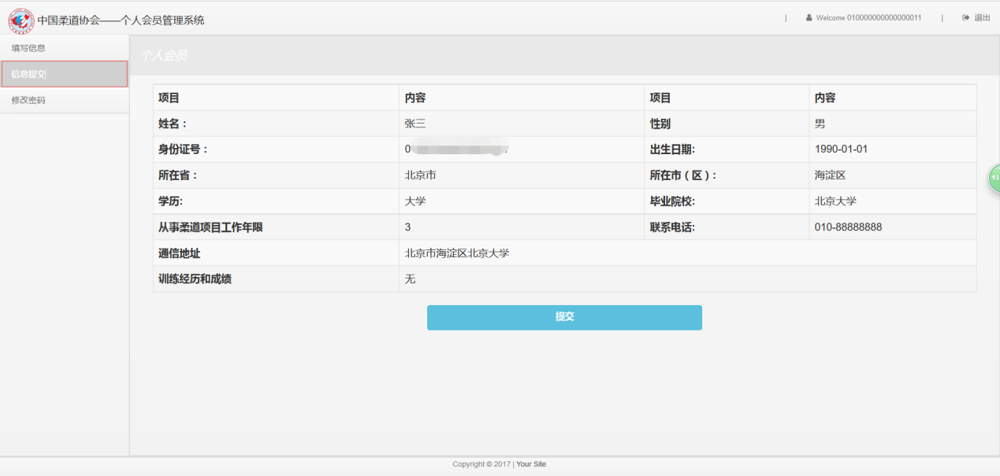 中国柔道协会——个人会员管理系统
| Welcome 010000000000000011 | 退出
填写信息
信息提交
修改密码
个人会员
项目 内容 项目 内容
姓名： 张三 性别 男
身份证号： 0 出生日期: 1990-01-01
所在省： 北京市 所在市（区）: 海淀区
学历: 大学 毕业院校: 北京大学
从事柔道项目工作年限 3 联系电话: 010-88888888
通信地址 北京市海淀区北京大学
训练经历和成绩 无
提交
41
Copyright © 2017 | Your Site